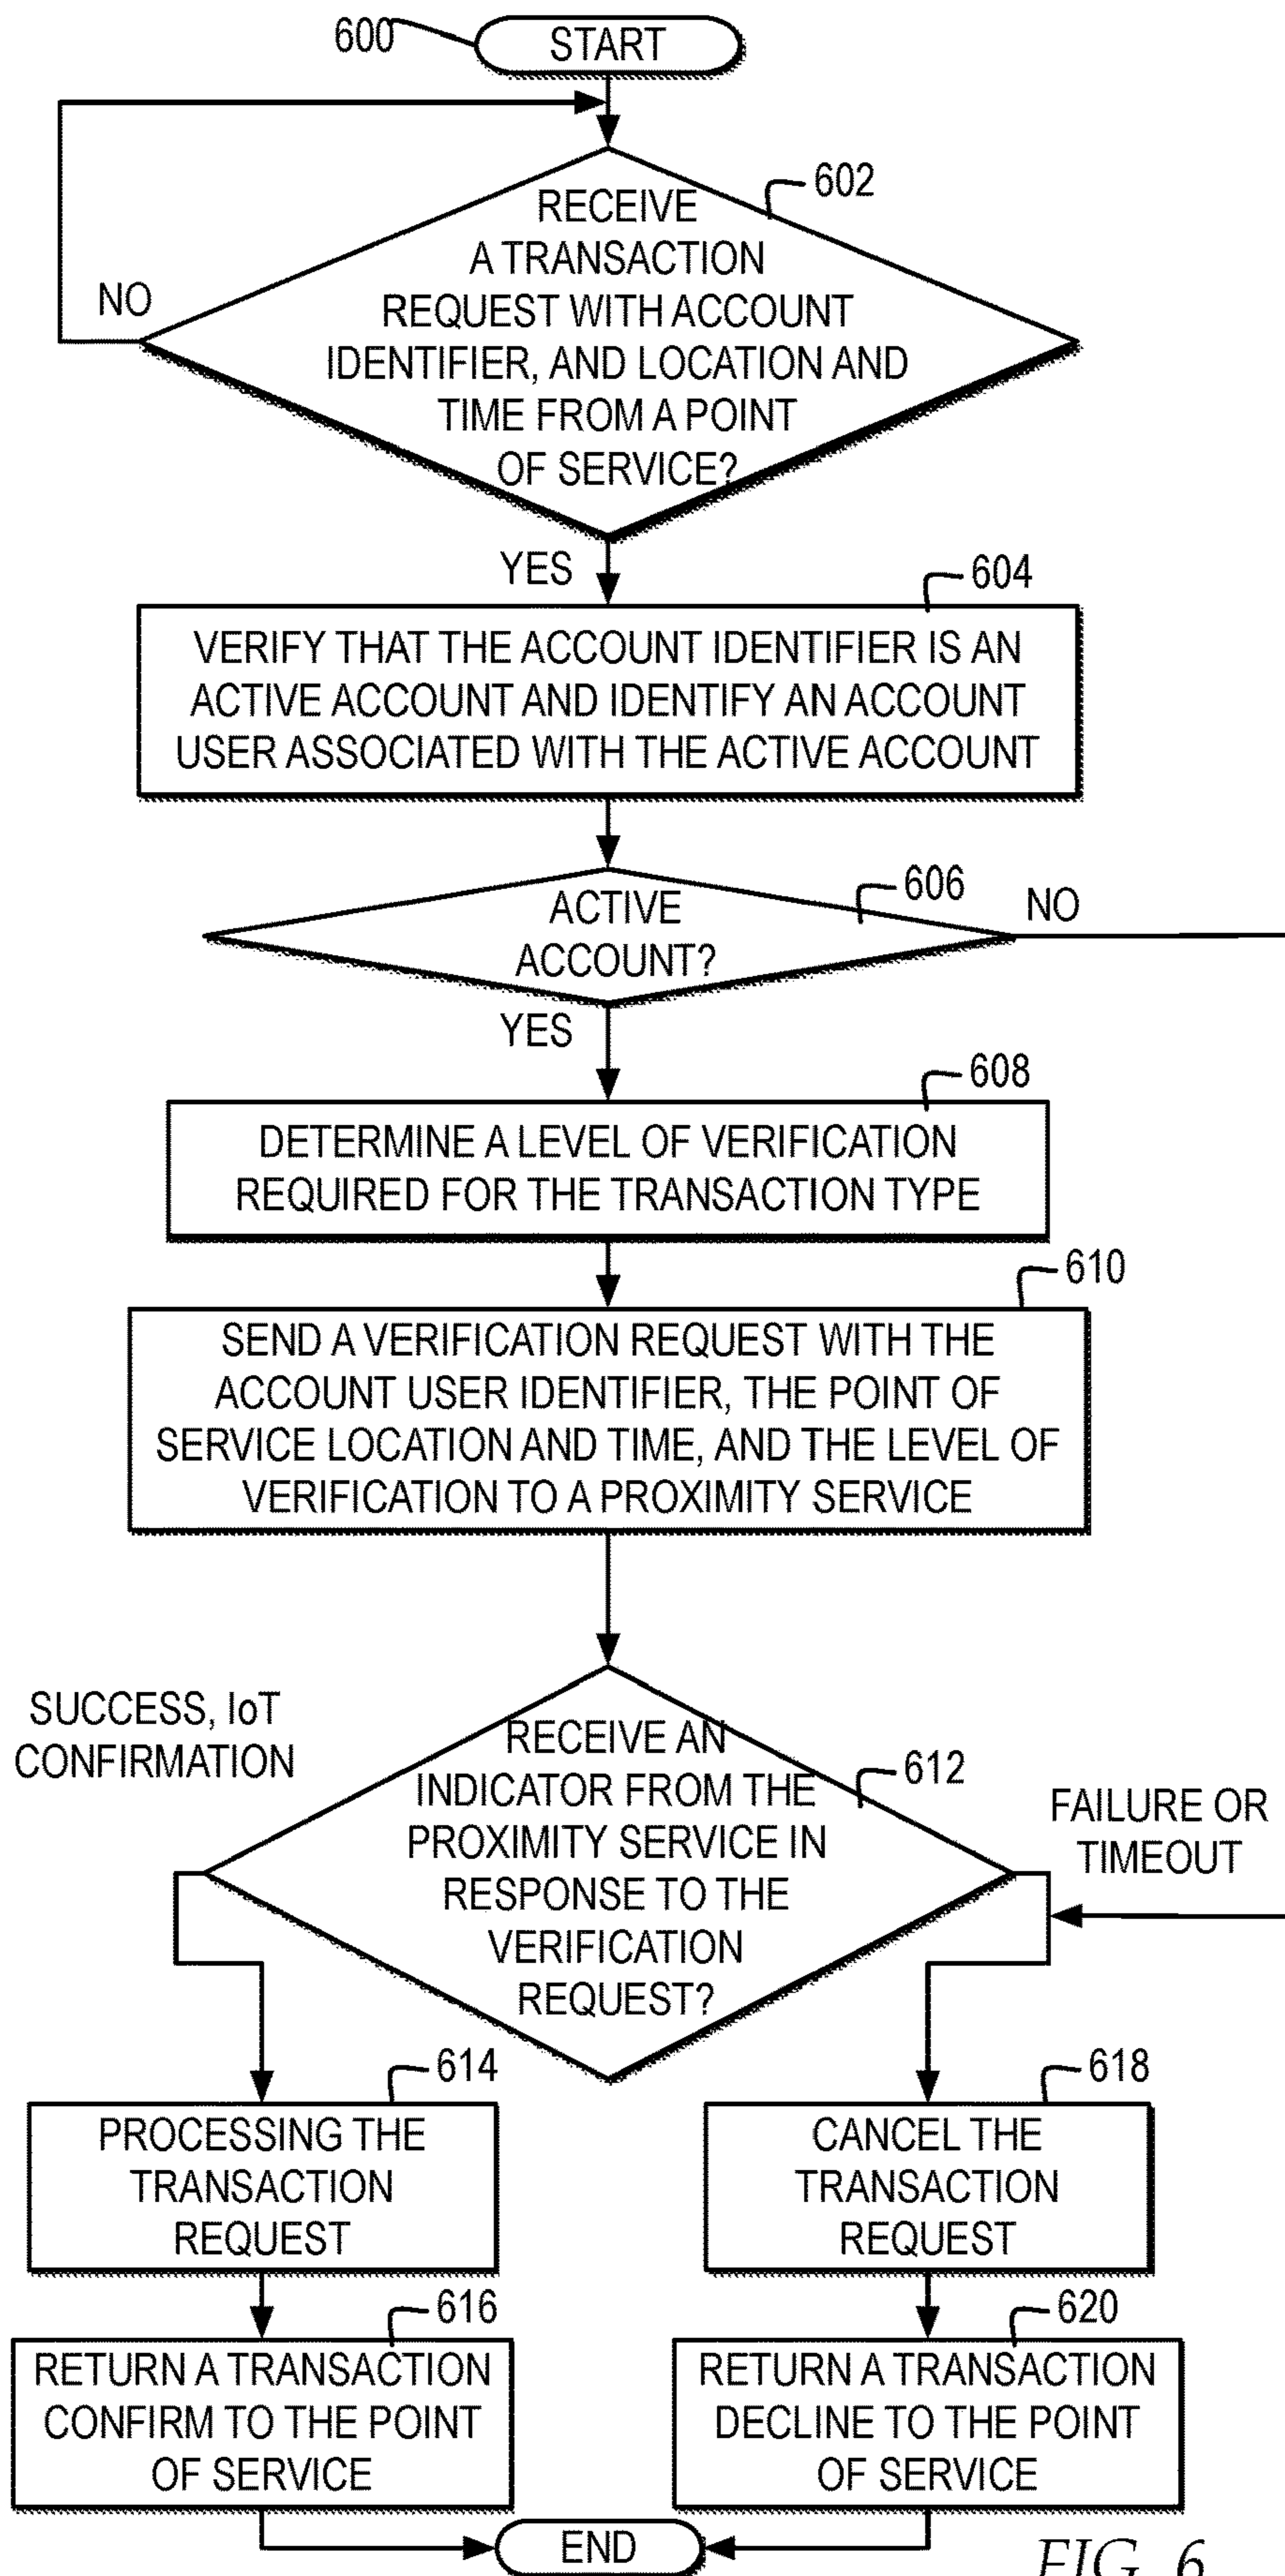 600
START
602
RECEIVE
A TRANSACTION
REQUEST WITH ACCOUNT
IDENTIFIER, AND LOCATION AND
TIME FROM A POINT
OF SERVICE?
NO
YES
604
VERIFY THAT THE ACCOUNT IDENTIFIER IS AN
ACTIVE ACCOUNT AND IDENTIFY AN ACCOUNT
USER ASSOCIATED WITH THE ACTIVE ACCOUNT
606
ACTIVE
ACCOUNT?
NO
YES
608
DETERMINE A LEVEL OF VERIFICATION
REQUIRED FOR THE TRANSACTION TYPE
610
SEND A VERIFICATION REQUEST WITH THE
ACCOUNT USER IDENTIFIER, THE POINT OF
SERVICE LOCATION AND TIME, AND THE LEVEL OF
VERIFICATION TO A PROXIMITY SERVICE
SUCCESS, IoT
CONFIRMATION
612
RECEIVE AN
INDICATOR FROM THE
PROXIMITY SERVICE IN
RESPONSE TO THE
VERIFICATION
REQUEST?
FAILURE OR
TIMEOUT
614
PROCESSING THE
TRANSACTION
REQUEST
618
CANCEL THE
TRANSACTION
REQUEST
616
RETURN A TRANSACTION
CONFIRM TO THE POINT
OF SERVICE
620
RETURN A TRANSACTION
DECLINE TO THE POINT
OF SERVICE
END
FIG. 6